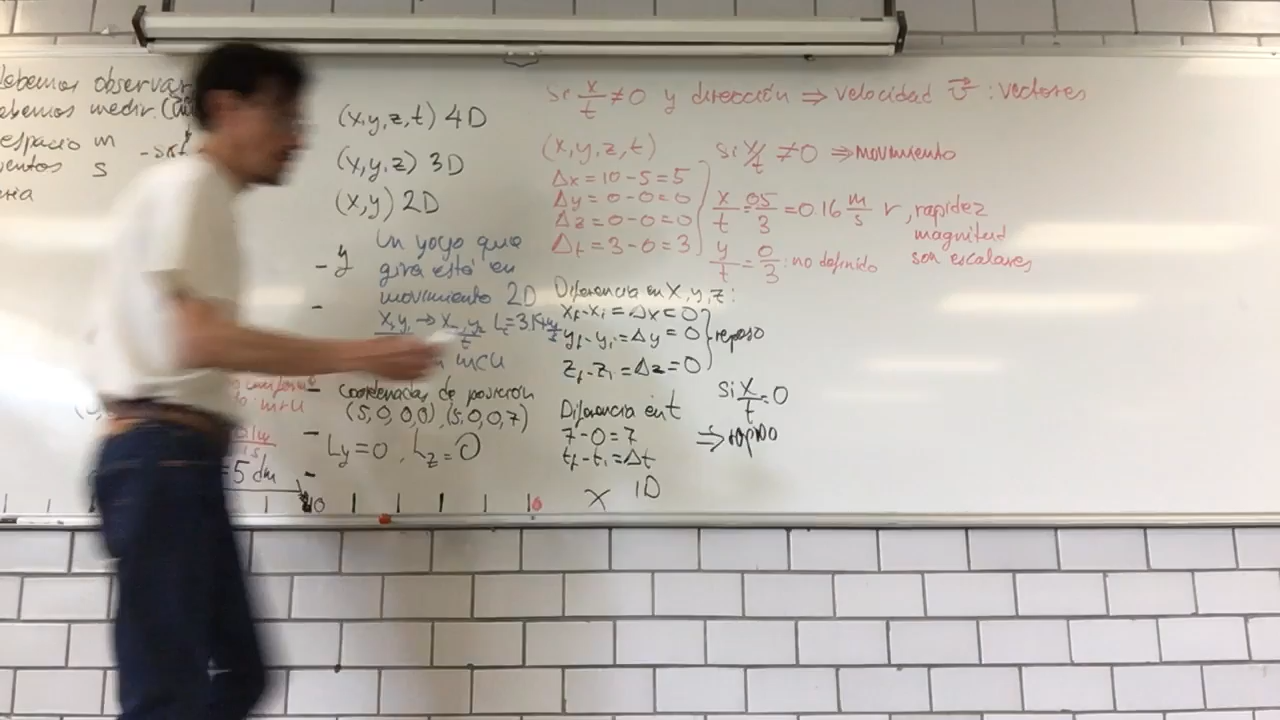 debemos observar
debemos medir
espacio m
s
(x,y,z,t) 4D
(x,y,z) 3D
(x,y) 2D
- y
Un yoyo que
gira está en
movimiento 2D
mcu
coordenadas de posición
(5,0,0,0), (5,0,0,7)
Ly=0, Lz=0
=5 dm
10
Si x/t ≠0 y dirección ⇒ velocidad v⃗ : vectores
(x,y,z,t)
Δx = 10-5=5
Δy = 0-0=0
Δz = 0-0=0
Δt = 3-0=3
si x/t ≠0 ⇒ movimiento
x/t = 05/3 = 0.16 m/s r, rapidez
magnitud
son escalares
y/t = 0/3 : no definido
Diferencia en x, y, z:
xf-xi = Δx = 0
yf-yi = Δy = 0
zf-zi = Δz = 0
reposo
Diferencia en t
7-0=7
tf-ti = Δt
si x/t = 0
⇒
x 1D